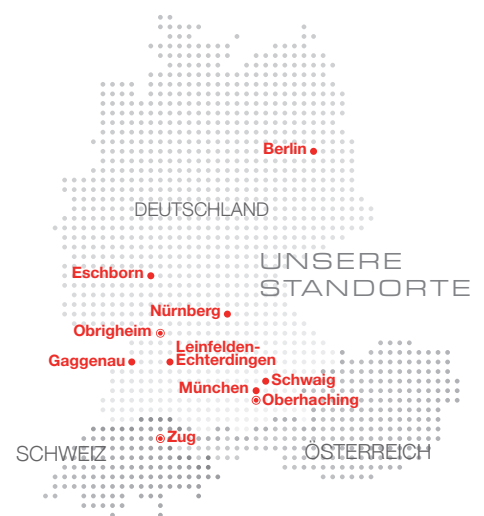 Berlin
DEUTSCHLAND
UNSERE
STANDORTE
Eschborn
Nürnberg
Obrigheim
Leinfelden-
Echterdingen
Gaggenau
Schwaig
München
Oberhaching
Zug
SCHWEIZ
ÖSTERREICH